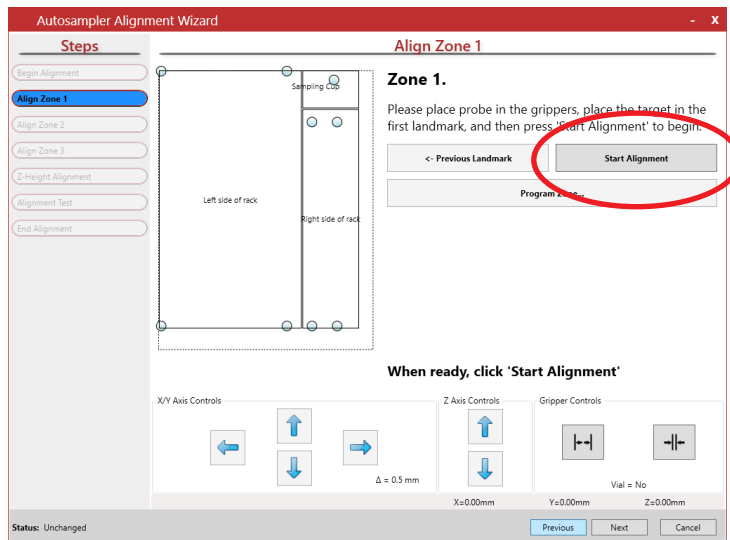 Autosampler Alignment Wizard
- X
Steps
Begin Alignment
Align Zone 1
Align Zone 2
Align Zone 3
Z-Height Alignment
Alignment Test
End Alignment
Align Zone 1
Sampling Cup
Left side of rack
Right side of rack
Zone 1.
Please place probe in the grippers, place the target in the
first landmark, and then press 'Start Alignment' to begin.
<- Previous Landmark
Start Alignment
Program Zone...
When ready, click 'Start Alignment'
X/Y Axis Controls
Δ = 0.5 mm
Z Axis Controls
Gripper Controls
Vial = No
X=0.00mm Y=0.00mm Z=0.00mm
Status: Unchanged
Previous Next Cancel